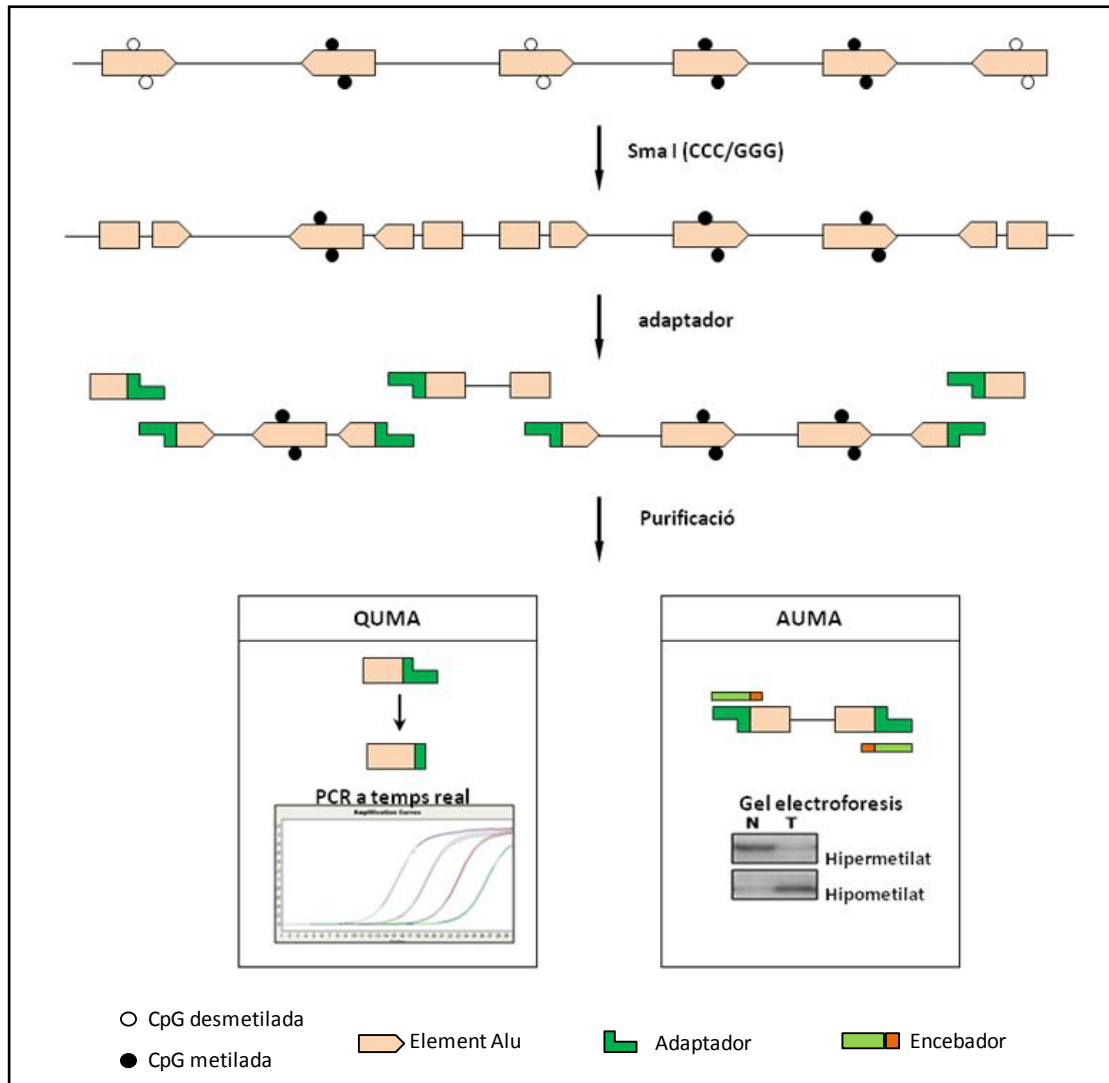 Sma I (CCC/GGG)
adaptador
Purificació
QUMA
AUMA
PCR a temps real
Amplification Curves
Gel electroforesis
N T
Hipermetilat
Hipometilat
CpG desmetilada
CpG metilada
Element Alu
Adaptador
Encebador